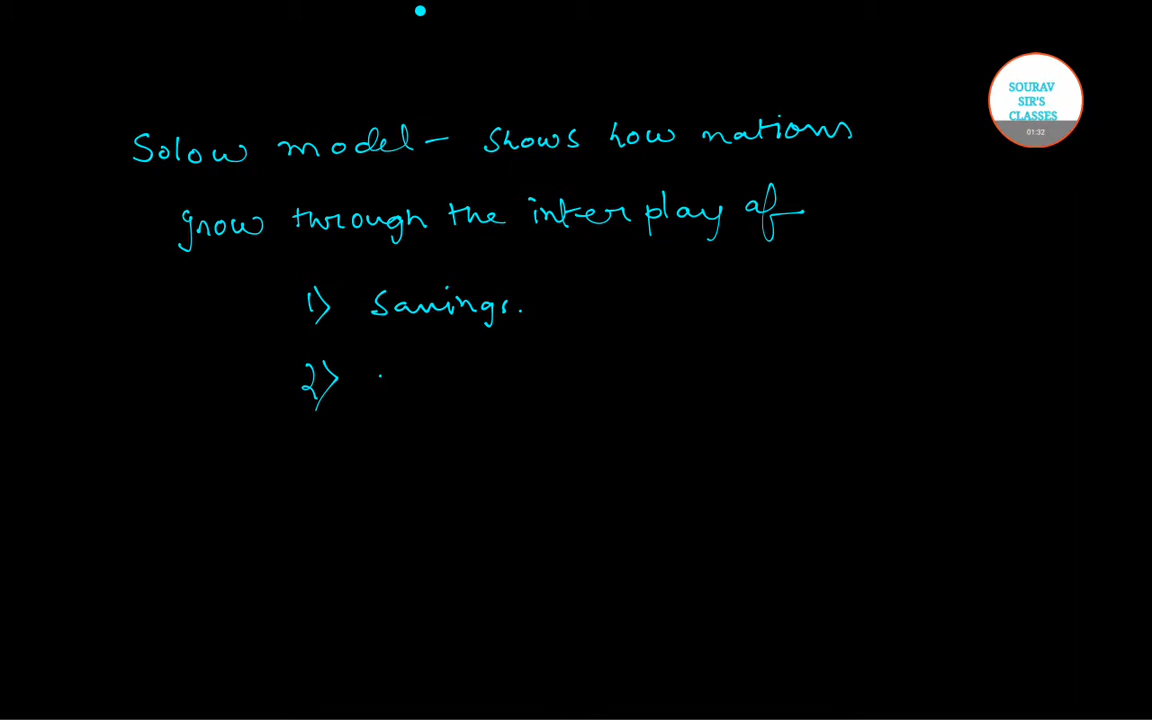 SOURAV
SIR'S
CLASSES
01:32
Solow model - shows how nations
grow through the interplay of
1) Savings.
2)